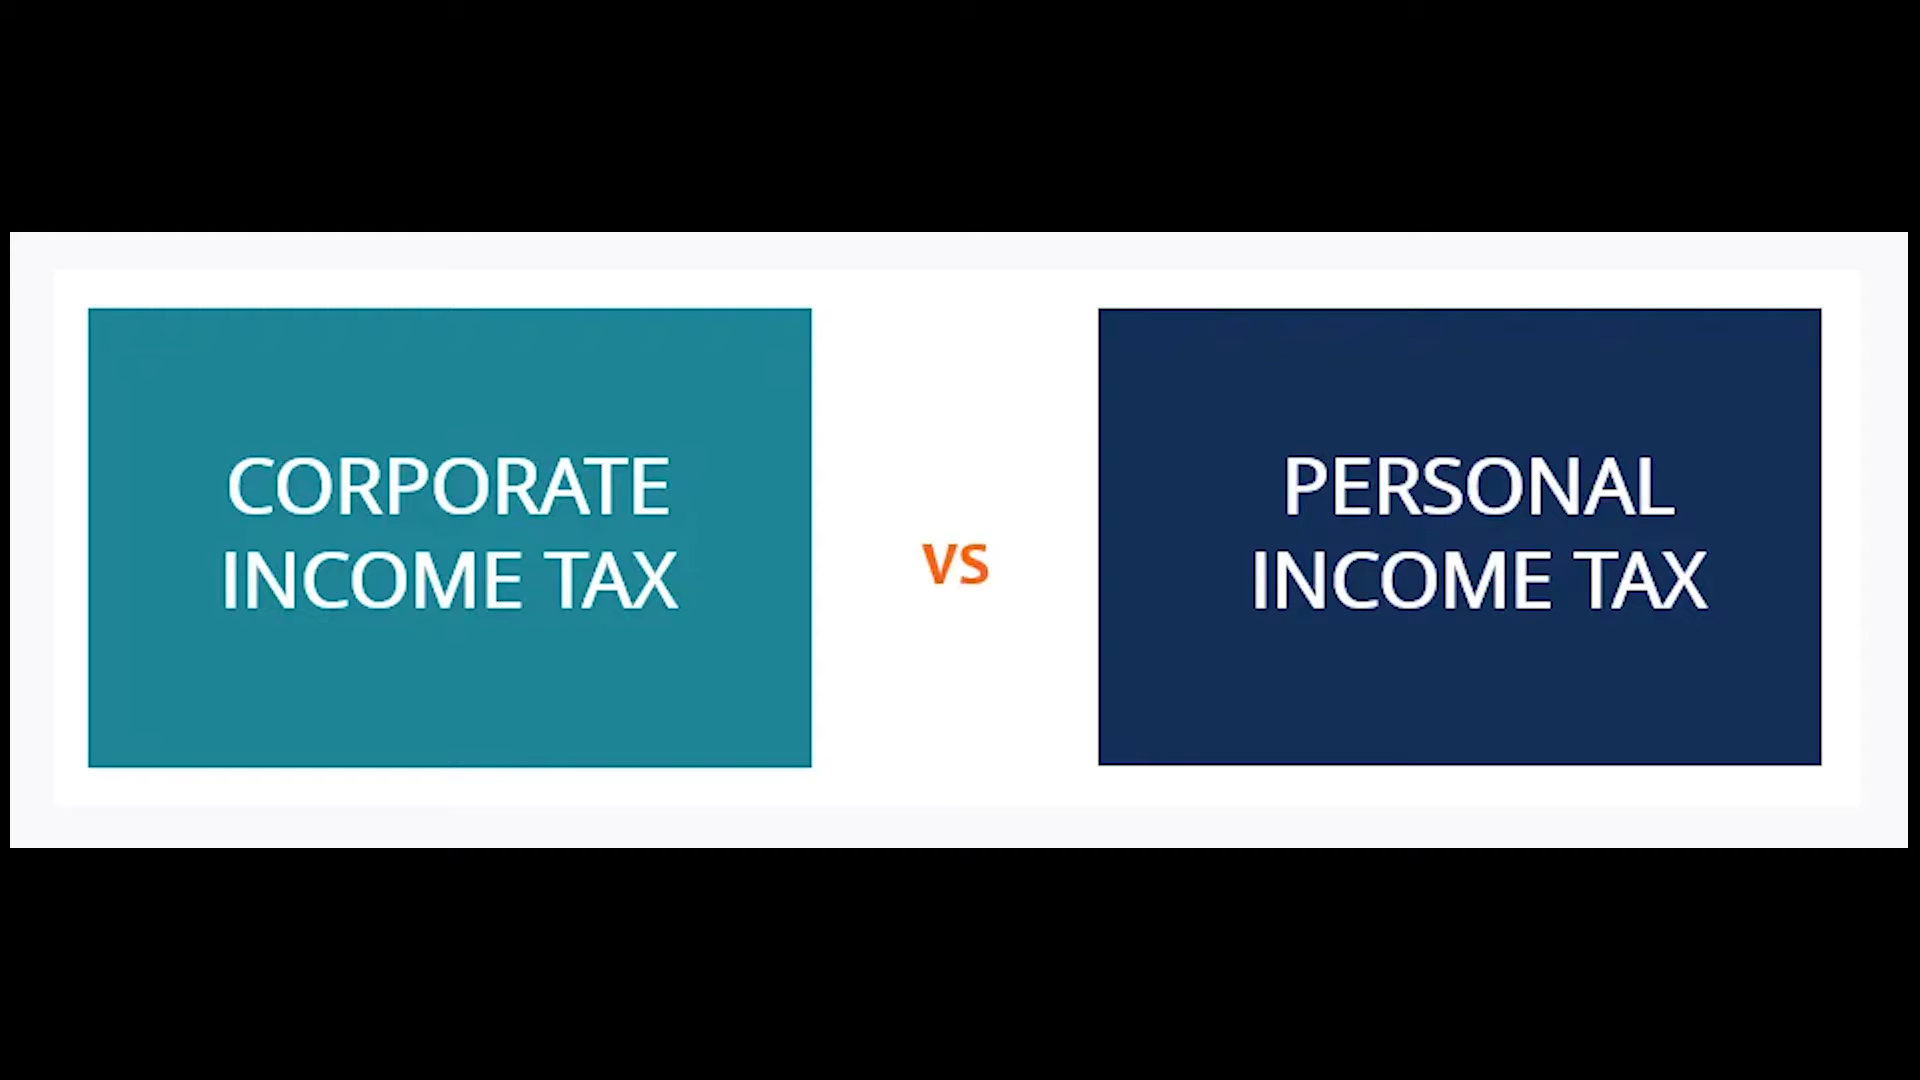 CORPORATE
INCOME TAX
VS
PERSONAL
INCOME TAX